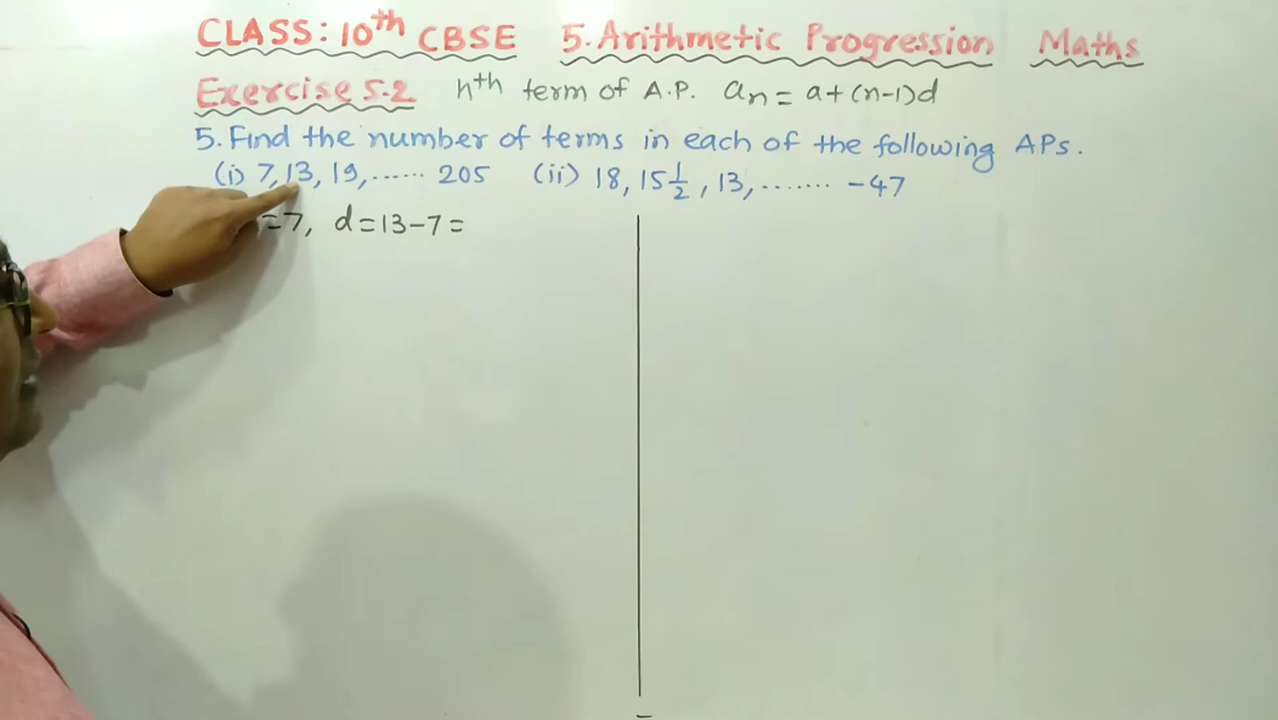 CLASS: 10th CBSE 5. Arithmetic Progression Maths
Exercise 5.2 nth term of A.P. an = a+(n-1)d
5. Find the number of terms in each of the following APs.
(i) 7, 13, 19, ...... 205 (ii) 18, 15 1/2, 13, ....... -47
=7, d=13-7=